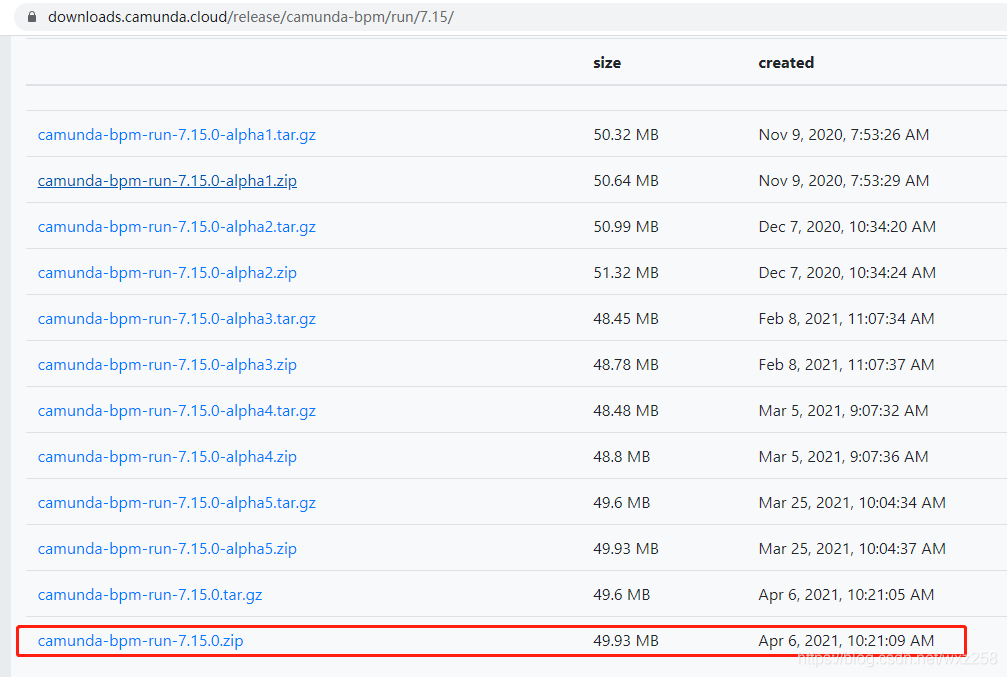 downloads.camunda.cloud/release/camunda-bpm/run/7.15/
size created
camunda-bpm-run-7.15.0-alpha1.tar.gz 50.32 MB Nov 9, 2020, 7:53:26 AM
camunda-bpm-run-7.15.0-alpha1.zip 50.64 MB Nov 9, 2020, 7:53:29 AM
camunda-bpm-run-7.15.0-alpha2.tar.gz 50.99 MB Dec 7, 2020, 10:34:20 AM
camunda-bpm-run-7.15.0-alpha2.zip 51.32 MB Dec 7, 2020, 10:34:24 AM
camunda-bpm-run-7.15.0-alpha3.tar.gz 48.45 MB Feb 8, 2021, 11:07:34 AM
camunda-bpm-run-7.15.0-alpha3.zip 48.78 MB Feb 8, 2021, 11:07:37 AM
camunda-bpm-run-7.15.0-alpha4.tar.gz 48.48 MB Mar 5, 2021, 9:07:32 AM
camunda-bpm-run-7.15.0-alpha4.zip 48.8 MB Mar 5, 2021, 9:07:36 AM
camunda-bpm-run-7.15.0-alpha5.tar.gz 49.6 MB Mar 25, 2021, 10:04:34 AM
camunda-bpm-run-7.15.0-alpha5.zip 49.93 MB Mar 25, 2021, 10:04:37 AM
camunda-bpm-run-7.15.0.tar.gz 49.6 MB Apr 6, 2021, 10:21:05 AM
camunda-bpm-run-7.15.0.zip 49.93 MB Apr 6, 2021, 10:21:09 AM
https://blog.csdn.net/wxz258